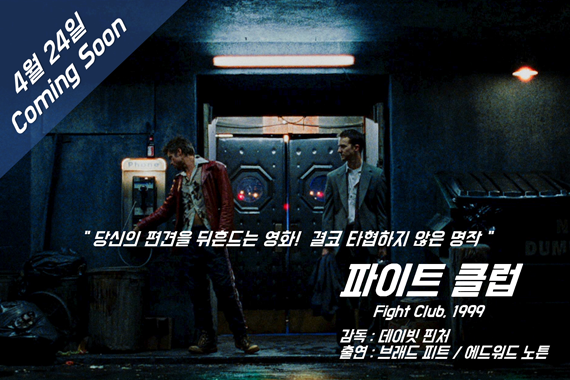 4월 24일
Coming Soon
Phone
" 당신의 편견을 뒤흔드는 영화!  결코 타협하지 않은 명작 "
DUM
파이트 클럽
Fight Club, 1999
감독 : 데이빗 핀처
출연 : 브래드 피트 / 에드워드 노튼